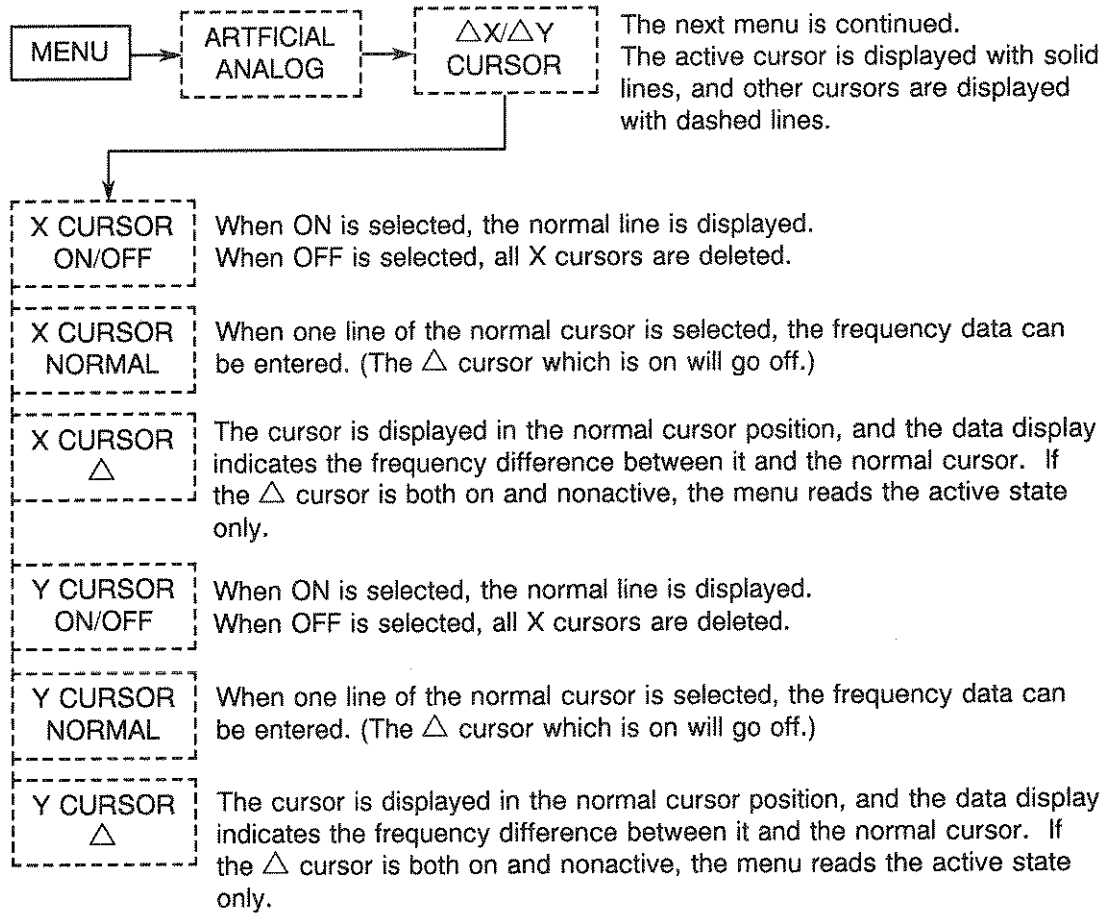 MENU
ARTFICIAL
ANALOG
△X/△Y
CURSOR
The next menu is continued.
The active cursor is displayed with solid
lines, and other cursors are displayed
with dashed lines.
X CURSOR
ON/OFF
When ON is selected, the normal line is displayed.
When OFF is selected, all X cursors are deleted.
X CURSOR
NORMAL
When one line of the normal cursor is selected, the frequency data can
be entered. (The △ cursor which is on will go off.)
X CURSOR
△
The cursor is displayed in the normal cursor position, and the data display
indicates the frequency difference between it and the normal cursor. If
the △ cursor is both on and nonactive, the menu reads the active state
only.
Y CURSOR
ON/OFF
When ON is selected, the normal line is displayed.
When OFF is selected, all X cursors are deleted.
Y CURSOR
NORMAL
When one line of the normal cursor is selected, the frequency data can
be entered. (The △ cursor which is on will go off.)
Y CURSOR
△
The cursor is displayed in the normal cursor position, and the data display
indicates the frequency difference between it and the normal cursor. If
the △ cursor is both on and nonactive, the menu reads the active state
only.